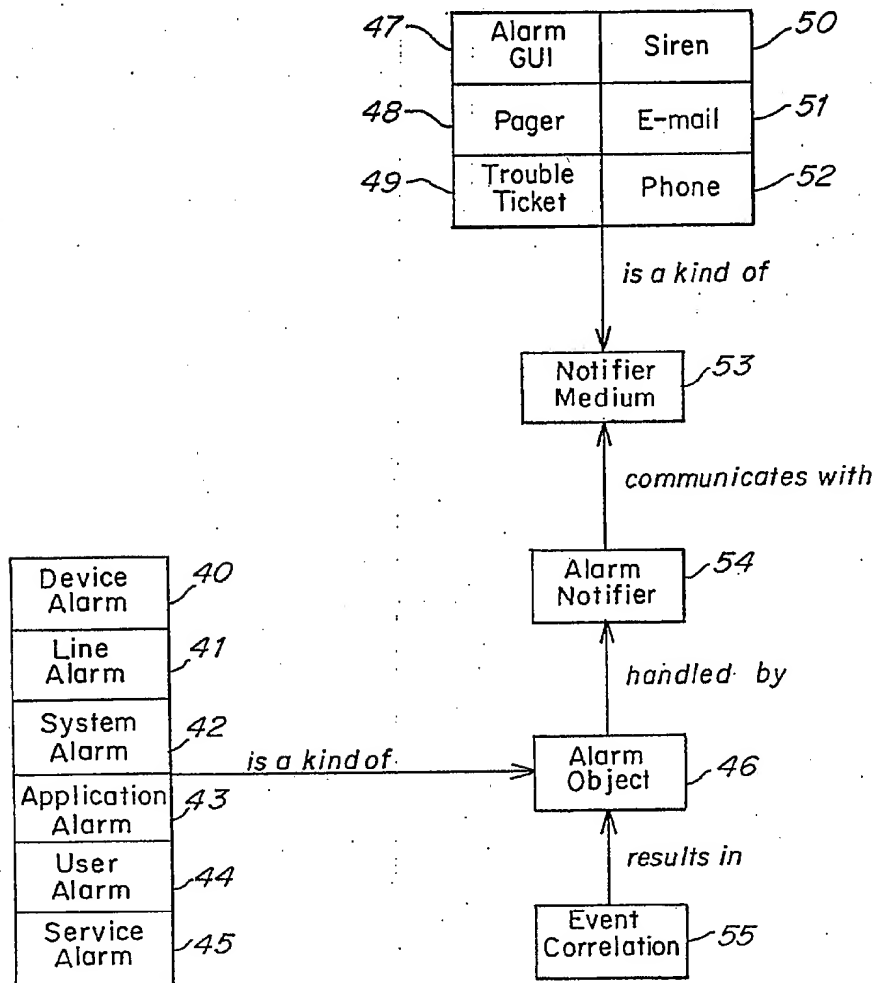 47
Alarm
GUI
Siren
50
48
Pager
E-mail
51
49
Trouble
Ticket
Phone
52
is a kind of
Notifier
Medium
53
communicates with
Alarm
Notifier
54
handled by
Device
Alarm
40
Line
Alarm
41
System
Alarm
42
Application
Alarm
43
User
Alarm
44
Service
Alarm
45
is a kind of
Alarm
Object
46
results in
Event
Correlation
55